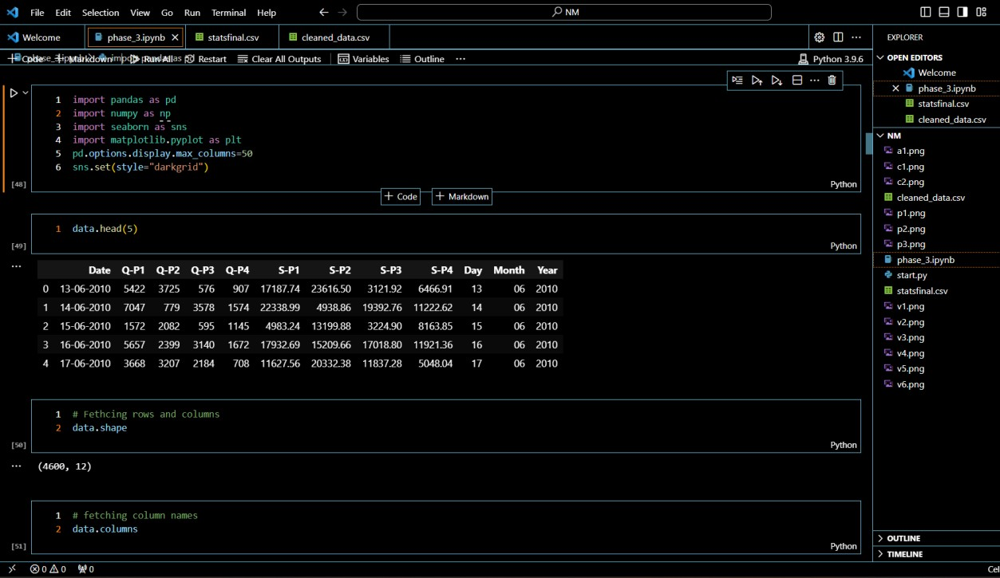 File Edit Selection View Go Run Terminal Help NM
Welcome phase_3.ipynb statsfinal.csv cleaned_data.csv
Code Markdown Run All Restart Clear All Outputs Variables Outline ... Python 3.9.6
1 import pandas as pd
2 import numpy as np
3 import seaborn as sns
4 import matplotlib.pyplot as plt
5 pd.options.display.max_columns=50
6 sns.set(style="darkgrid")
[48] Python
+ Code + Markdown
1 data.head(5)
[49] Python
... Date Q-P1 Q-P2 Q-P3 Q-P4 S-P1 S-P2 S-P3 S-P4 Day Month Year
0 13-06-2010 5422 3725 576 907 17187.74 23616.50 3121.92 6466.91 13 06 2010
1 14-06-2010 7047 779 3578 1574 22338.99 4938.86 19392.76 11222.62 14 06 2010
2 15-06-2010 1572 2082 595 1145 4983.24 13199.88 3224.90 8163.85 15 06 2010
3 16-06-2010 5657 2399 3140 1672 17932.69 15209.66 17018.80 11921.36 16 06 2010
4 17-06-2010 3668 3207 2184 708 11627.56 20332.38 11837.28 5048.04 17 06 2010
1 # Fethcing rows and columns
2 data.shape
[50] Python
... (4600, 12)
1 # fetching column names
2 data.columns
[51] Python
EXPLORER
OPEN EDITORS
Welcome
phase_3.ipynb
statsfinal.csv
cleaned_data.csv
NM
a1.png
c1.png
c2.png
cleaned_data.csv
p1.png
p2.png
p3.png
phase_3.ipynb
start.py
statsfinal.csv
v1.png
v2.png
v3.png
v4.png
v5.png
v6.png
OUTLINE
TIMELINE
0 0 0 Cel